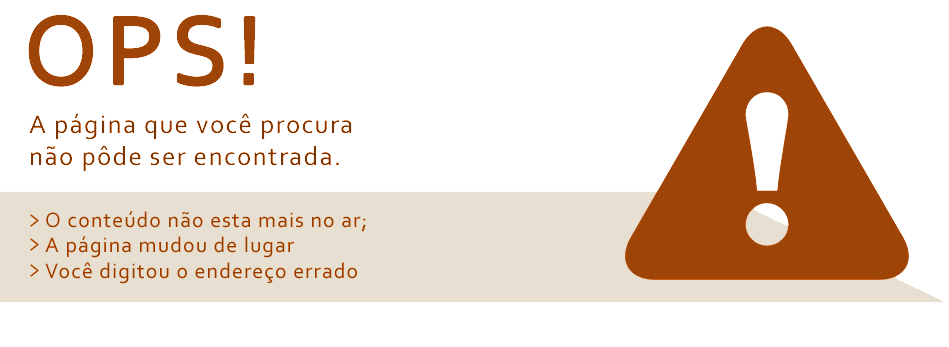 OPS!
A página que você procura
não pôde ser encontrada.
> O conteúdo não esta mais no ar;
> A página mudou de lugar
> Você digitou o endereço errado